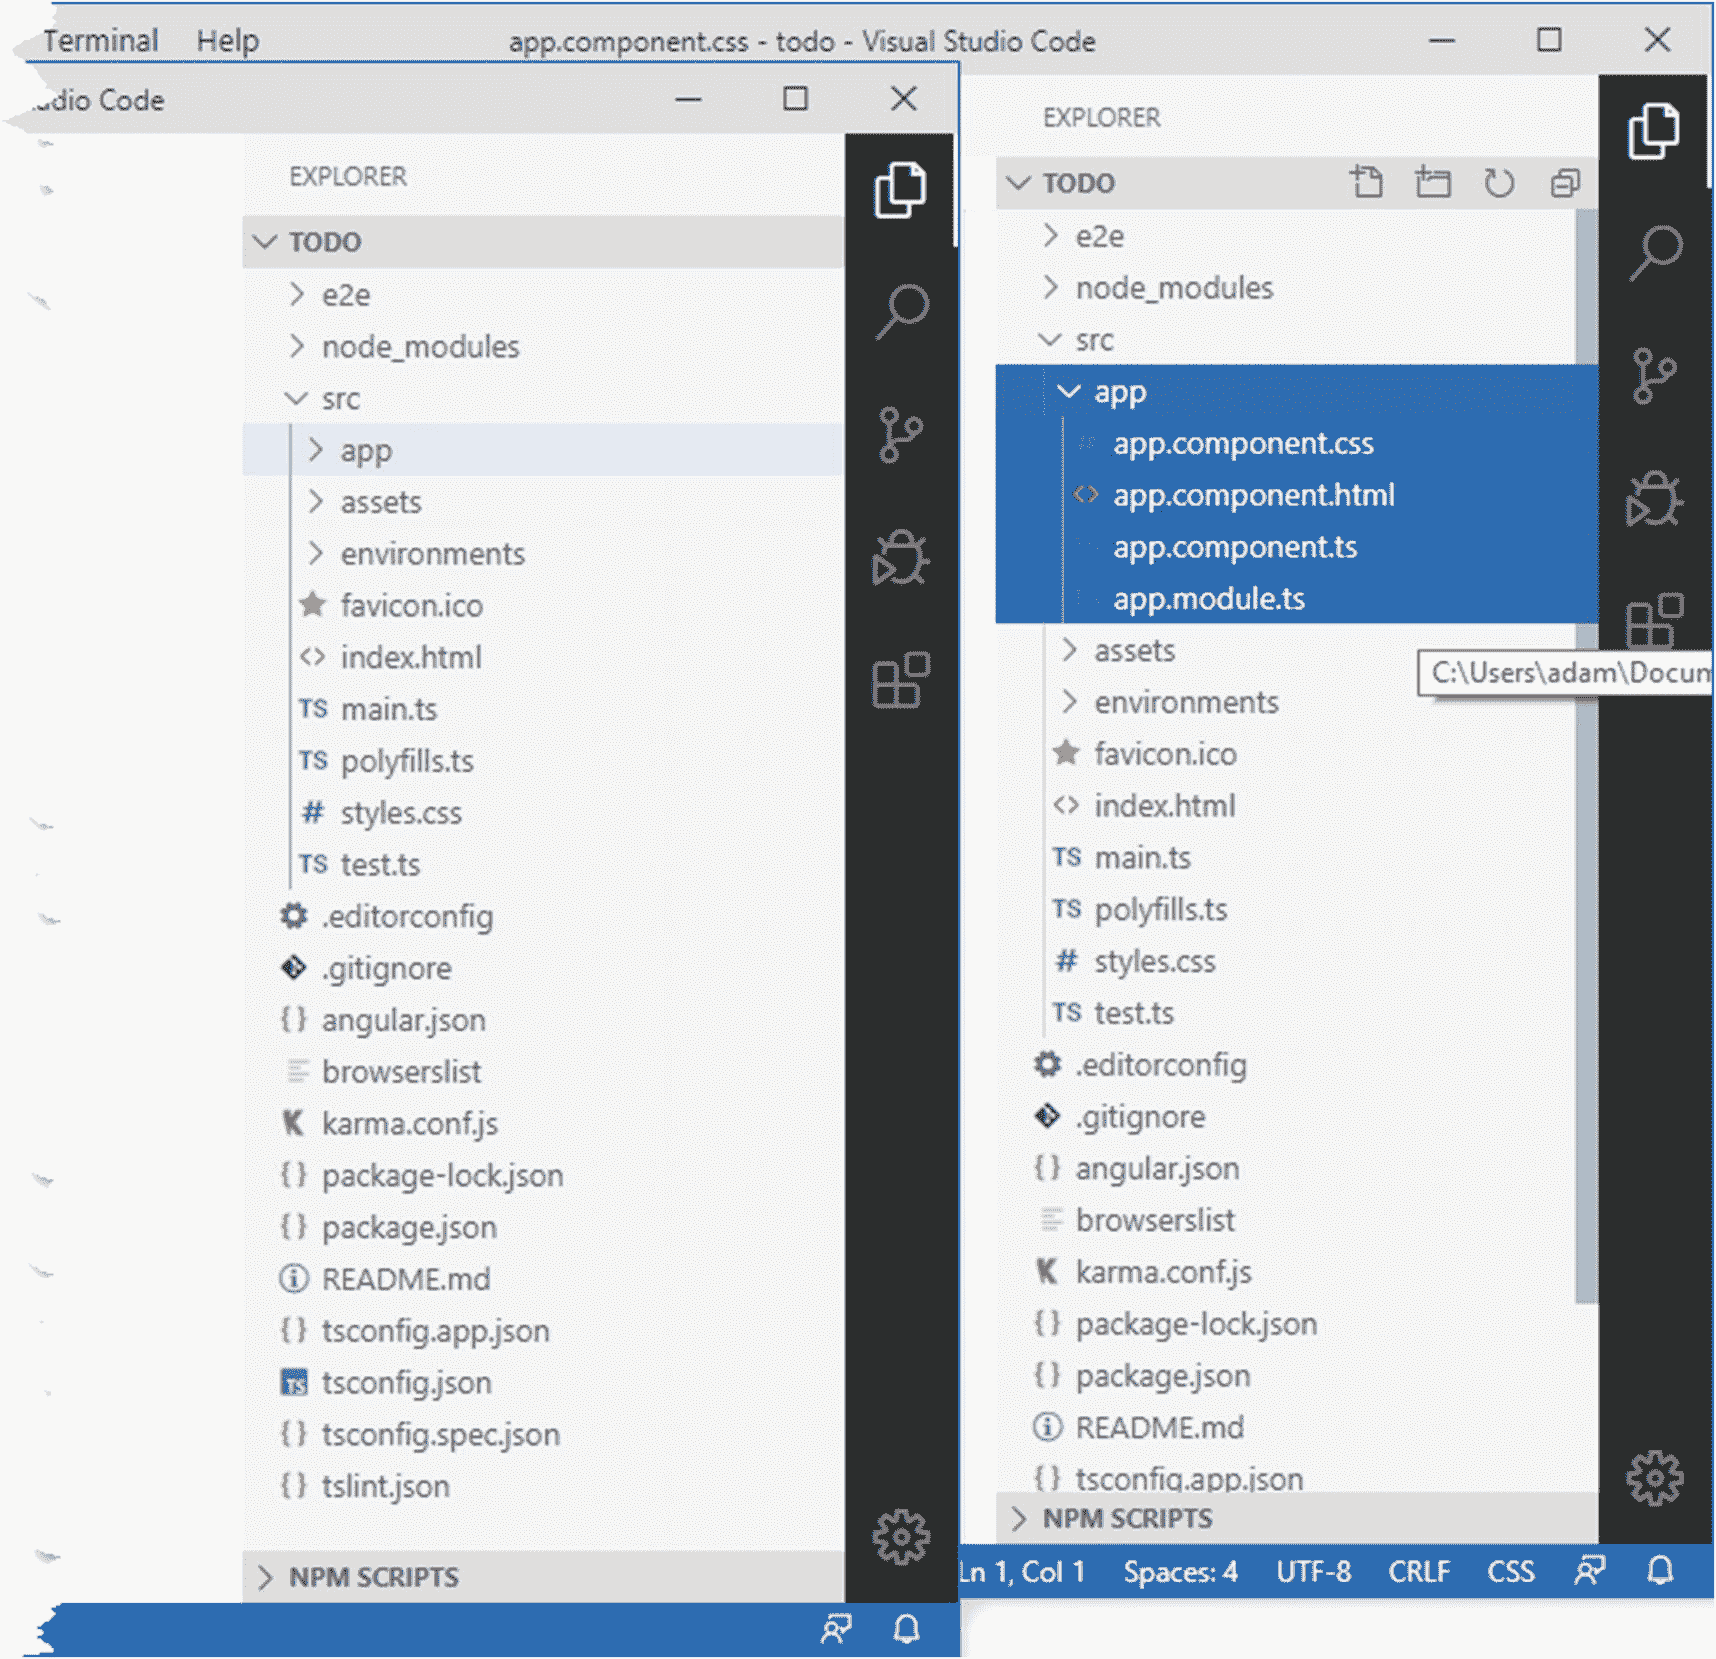 Terminal Help app.component.css - todo - Visual Studio Code
Code
EXPLORER
TODO
e2e
node_modules
src
app
assets
environments
favicon.ico
<> index.html
TS main.ts
TS polyfills.ts
# styles.css
TS test.ts
.editorconfig
.gitignore
{} angular.json
browserslist
K karma.conf.js
{} package-lock.json
{} package.json
README.md
{} tsconfig.app.json
TS tsconfig.json
{} tsconfig.spec.json
{} tslint.json
NPM SCRIPTS
EXPLORER
TODO
e2e
node_modules
src
app
# app.component.css
<> app.component.html
app.component.ts
app.module.ts
assets
C:\Users\adam\Docum
environments
favicon.ico
<> index.html
TS main.ts
TS polyfills.ts
# styles.css
TS test.ts
.editorconfig
.gitignore
{} angular.json
browserslist
K karma.conf.js
{} package-lock.json
{} package.json
README.md
{} tsconfig.app.json
NPM SCRIPTS
Ln 1, Col 1 Spaces: 4 UTF-8 CRLF CSS